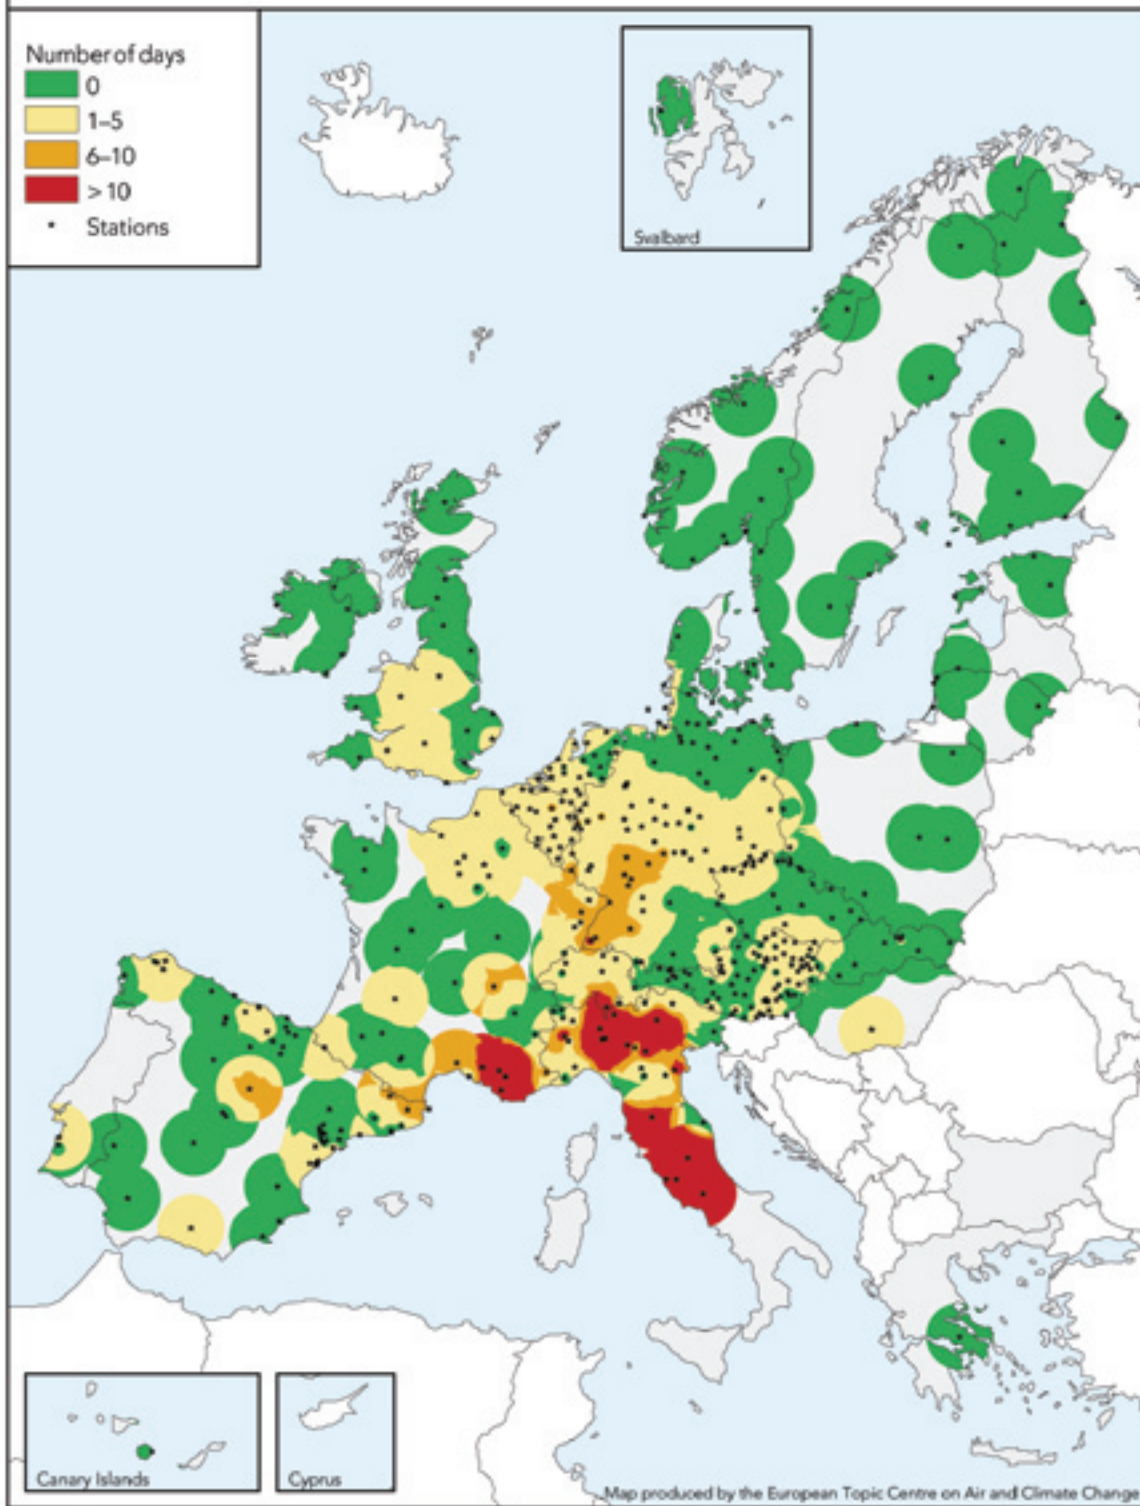 Number of days
0
1–5
6–10
> 10
Stations
Svalbard
Canary Islands
Cyprus
Map produced by the European Topic Centre on Air and Climate Change